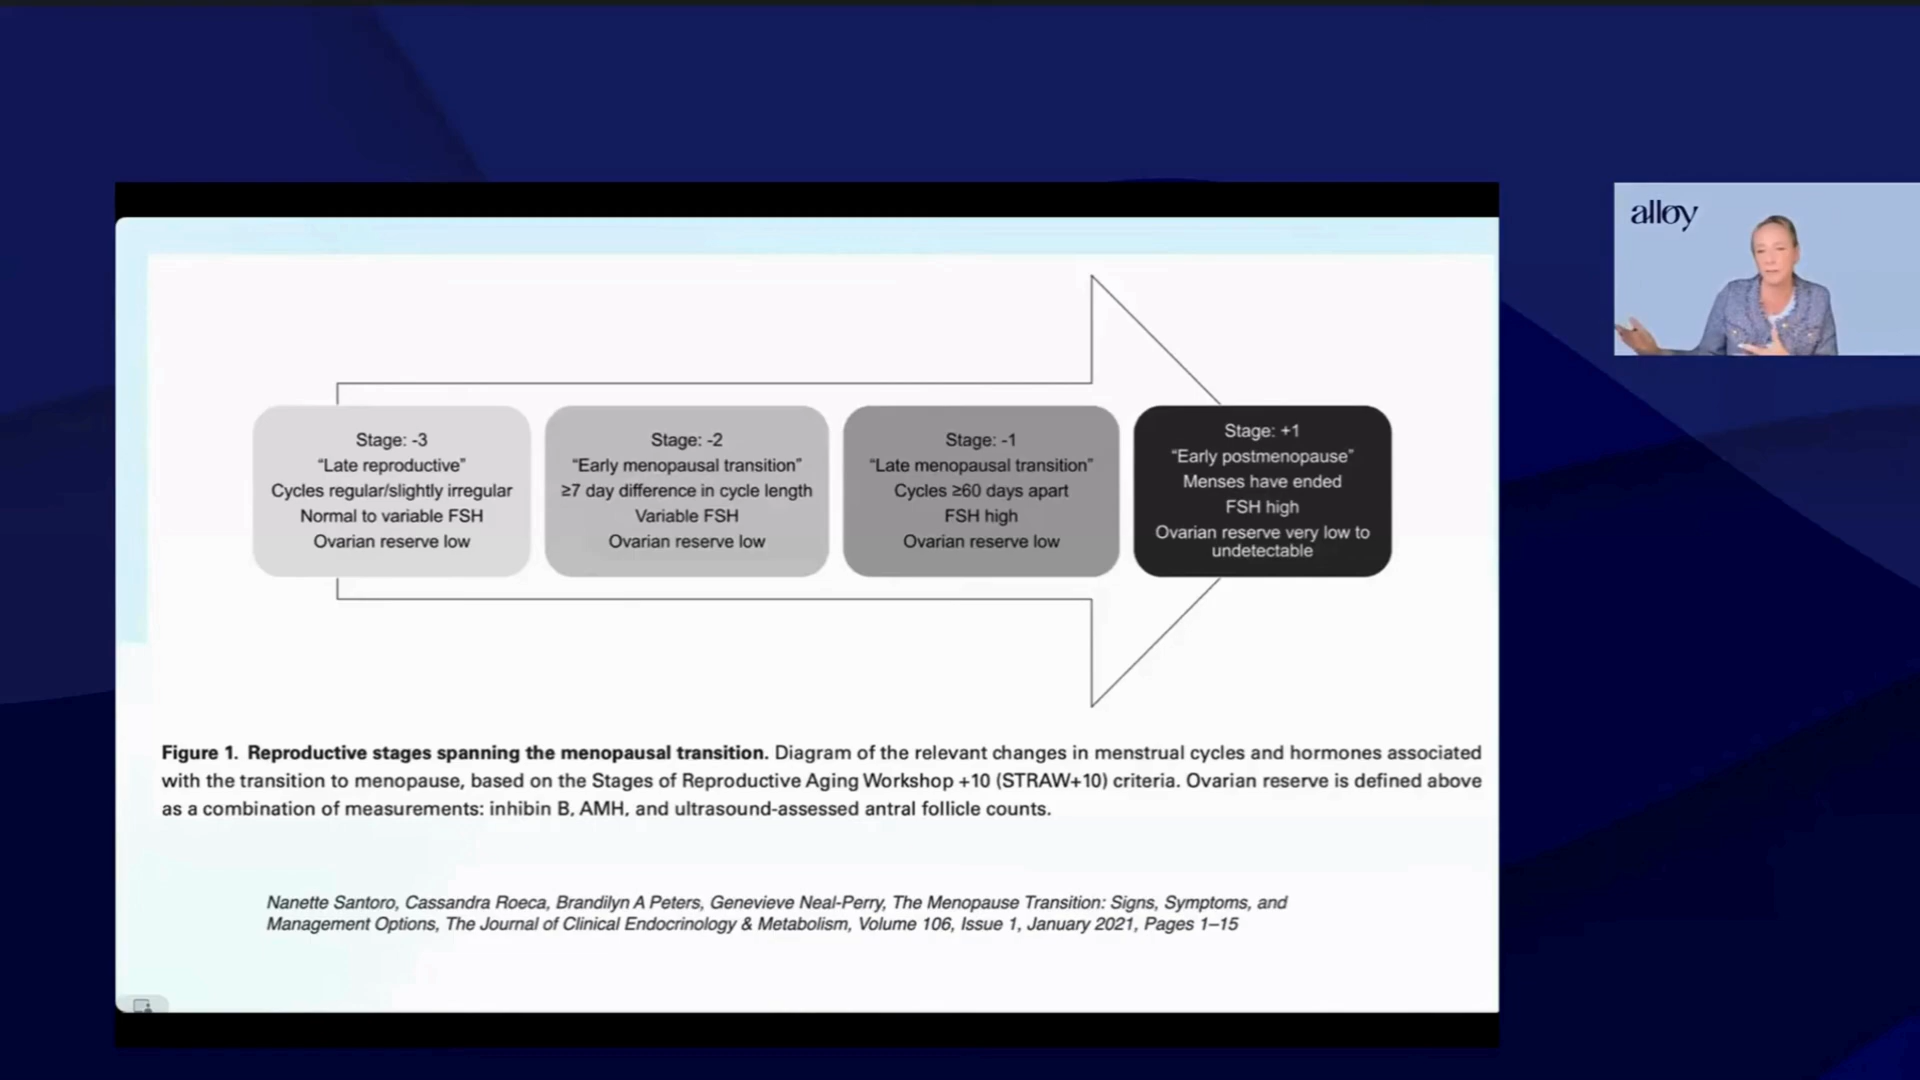 alloy
Stage: -3
“Late reproductive”
Cycles regular/slightly irregular
Normal to variable FSH
Ovarian reserve low
Stage: -2
“Early menopausal transition”
≥7 day difference in cycle length
Variable FSH
Ovarian reserve low
Stage: -1
“Late menopausal transition”
Cycles ≥60 days apart
FSH high
Ovarian reserve low
Stage: +1
“Early postmenopause”
Menses have ended
FSH high
Ovarian reserve very low to
undetectable
Figure 1. Reproductive stages spanning the menopausal transition. Diagram of the relevant changes in menstrual cycles and hormones associated
with the transition to menopause, based on the Stages of Reproductive Aging Workshop +10 (STRAW+10) criteria. Ovarian reserve is defined above
as a combination of measurements: inhibin B, AMH, and ultrasound-assessed antral follicle counts.
Nanette Santoro, Cassandra Roeca, Brandilyn A Peters, Genevieve Neal-Perry, The Menopause Transition: Signs, Symptoms, and
Management Options, The Journal of Clinical Endocrinology & Metabolism, Volume 106, Issue 1, January 2021, Pages 1–15